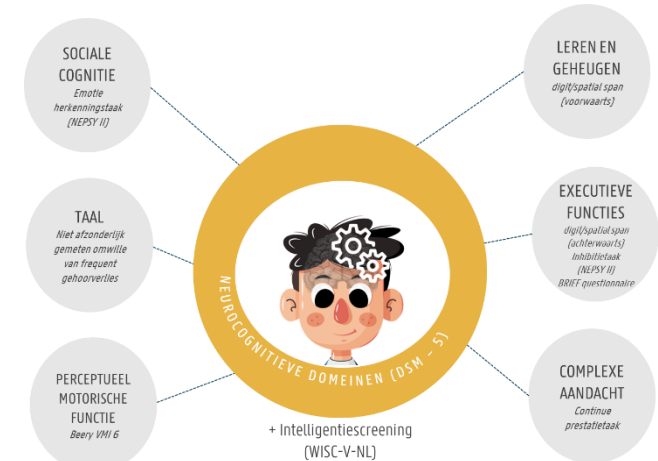 SOCIALE
COGNITIE
Emotie
herkenningstaak
(NEPSY II)
LEREN EN
GEHEUGEN
digit/spatial span
(voorwaarts)
TAAL
Niet afzonderlijk
gemeten omwille
van frequent
gehoorverlies
EXECUTIEVE
FUNCTIES
digit/spatial span
(achterwaarts)
Inhibitietaak
(NEPSY II)
BRIEF questionnaire
PERCEPTUEEL
MOTORISCHE
FUNCTIE
Beery VMI 6
COMPLEXE
AANDACHT
Continue
prestatietaak
NEUROCOGNITIEVE DOMEINEN (DSM - 5)
+ Intelligentiescreening
(WISC-V-NL)